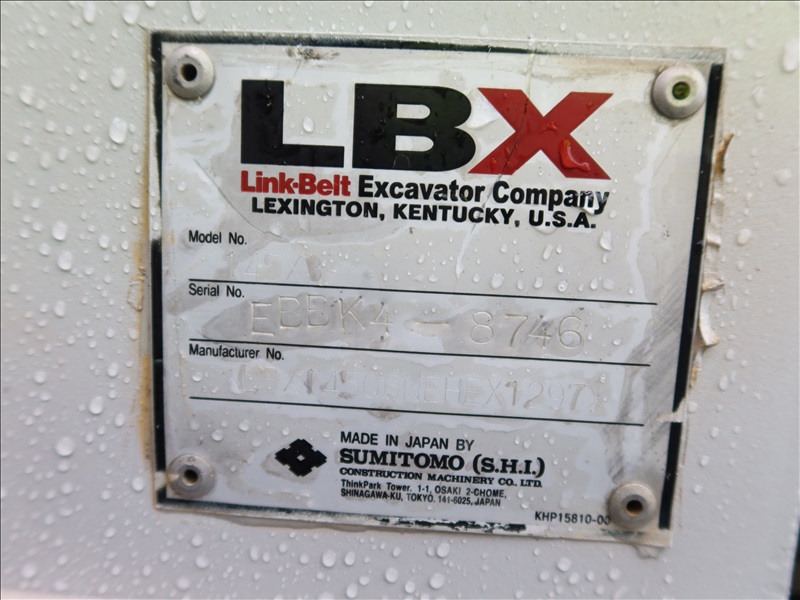 LBX
Link-Belt Excavator Company
LEXINGTON, KENTUCKY, U.S.A.
Model No.
Serial No.
EBBK4-8746
Manufacturer No.
MADE IN JAPAN BY
SUMITOMO (S.H.I.)
CONSTRUCTION MACHINERY CO. LTD.
ThinkPark Tower. 1-1, OSAKI 2-CHOME,
SHINAGAWA-KU, TOKYO. 141-6025, JAPAN
KHP15810-00